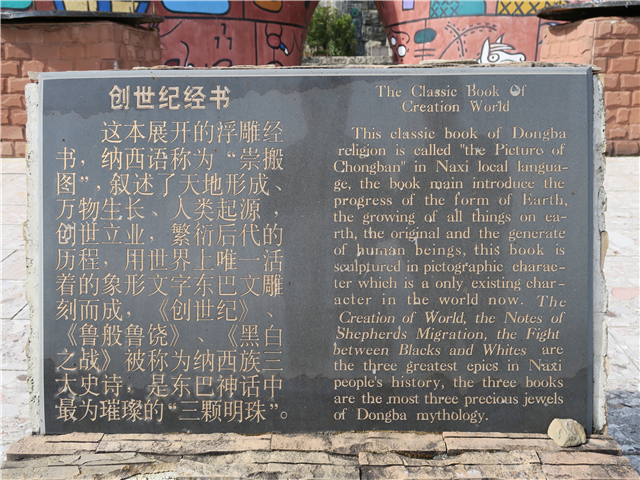 创世纪经书
这本展开的浮雕经
书，纳西语称为“崇搬
图”，叙述了天地形成、
万物生长、人类起源，
创世立业，繁衍后代的
历程，用世界上唯一活
着的象形文字东巴文雕
刻而成，《创世纪》、
《鲁般鲁饶》、《黑白
之战》被称为纳西族三
大史诗，是东巴神话中
最为璀璨的“三颗明珠”。
The Classic Book Of
Creation World
This classic book of Dongba
religion is called "the Picture of
Chongban" in Naxi local langua-
ge, the book main introduce the
progress of the form of Earth,
the growing of all things on ea-
rth, the original and the generate
of human beings, this book is
sculptured in pictographic charac-
ter which is a only existing char-
acter in the world now. The
Creation of World, the Notes of
Shepherds Migration, the Fight
between Blacks and Whites are
the three greatest epics in Naxi
people's history, the three books
are the most three precious jewels
of Dongba mythology.